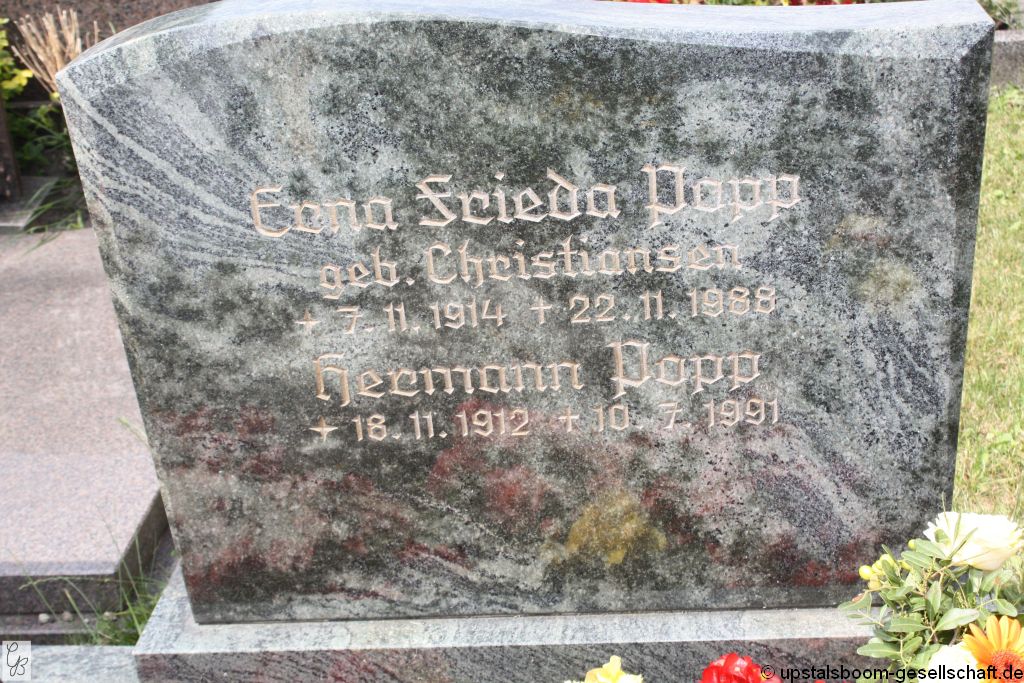 Erna Frieda Popp
geb. Christiansen
✦ 7. 11. 1914 ✝ 22. 11. 1988
Hermann Popp
✦ 18. 11. 1912 ✝ 10. 7. 1991
GB
© upstalsboom-gesellschaft.de